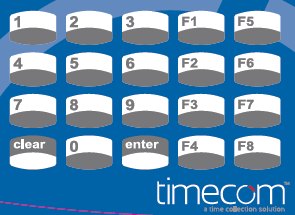 1 2 3 F1 F5
4 5 6 F2 F6
7 8 9 F3 F7
clear 0 enter F4 F8
timecom™
a time collection solution